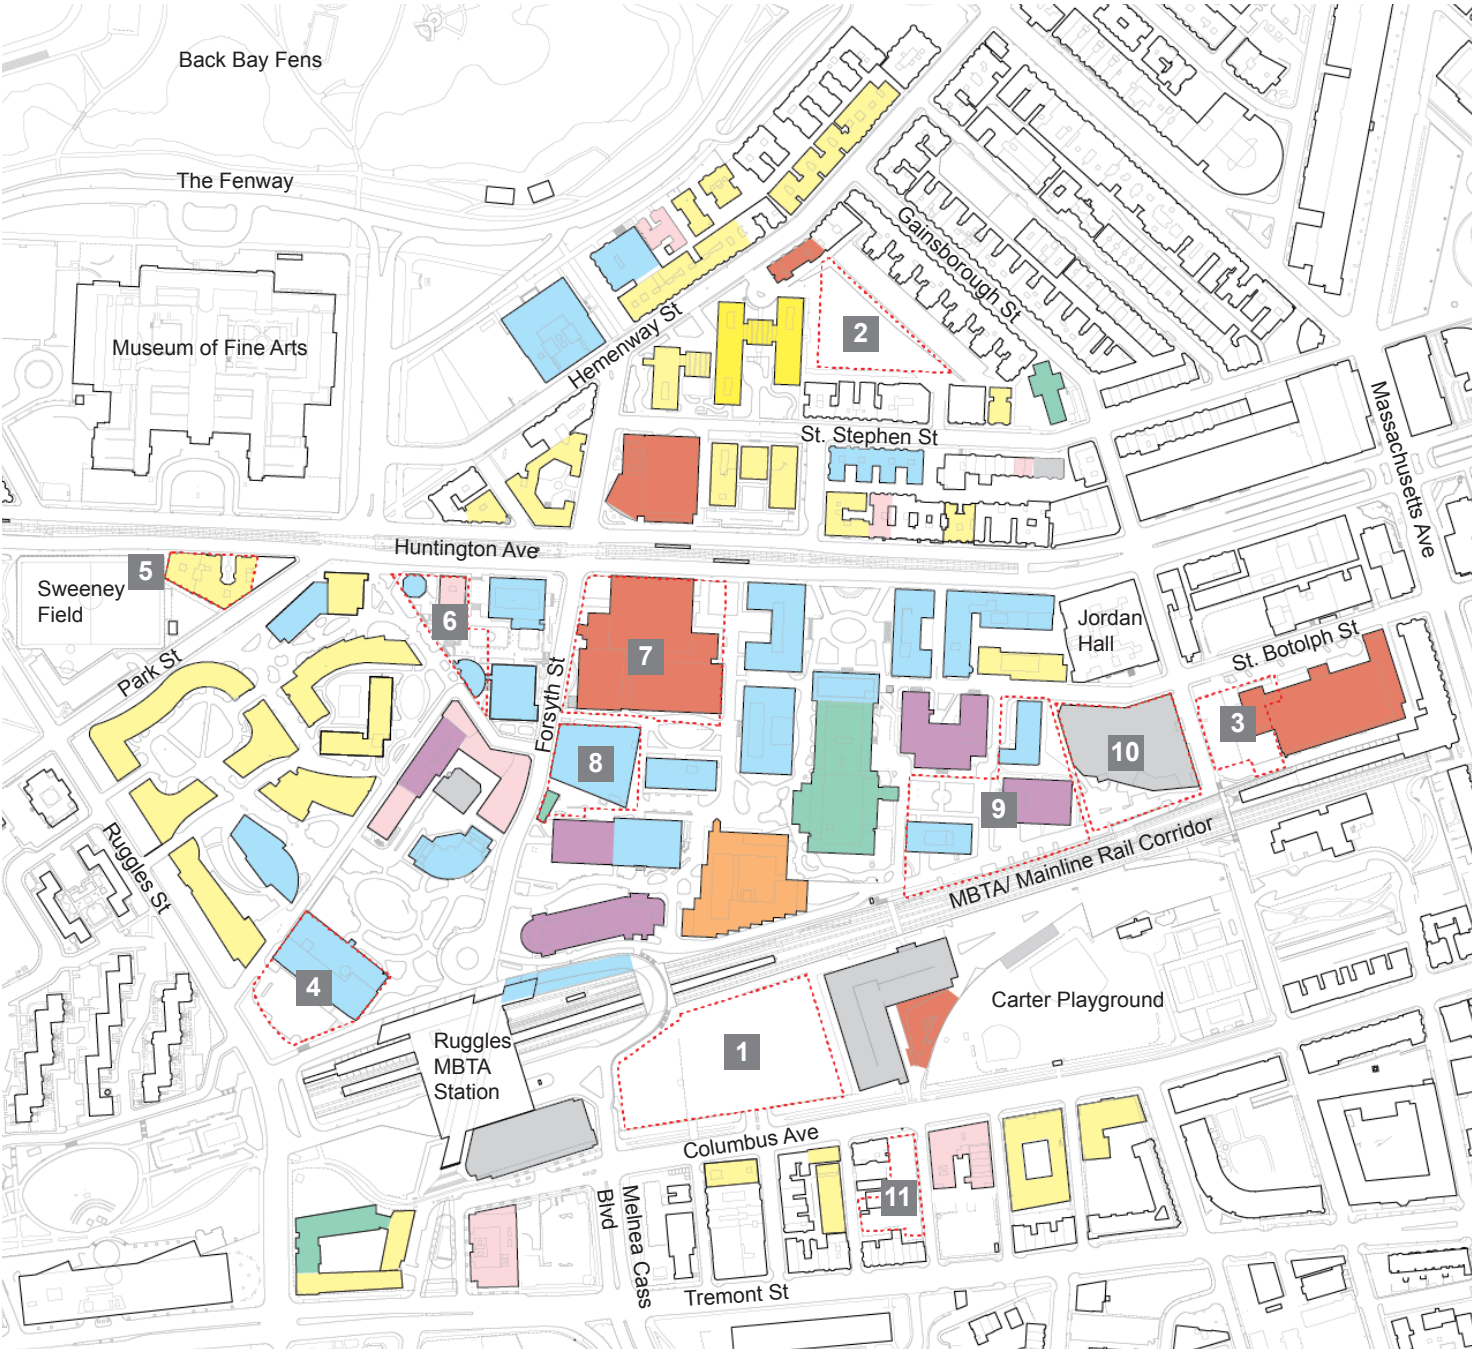 Back Bay Fens
The Fenway
Gainsborough St
Museum of Fine Arts
2
Hemenway St
Massachusetts Ave
St. Stephen St
Huntington Ave
5
Sweeney
Field
6
Jordan
Hall
7
St. Botolph St
Park St
Forsyth St
3
10
8
9
Ruggles St
MBTA/ Mainline Rail Corridor
4
Carter Playground
Ruggles
MBTA
Station
1
Columbus Ave
11
Melnea Cass
Blvd
Tremont St